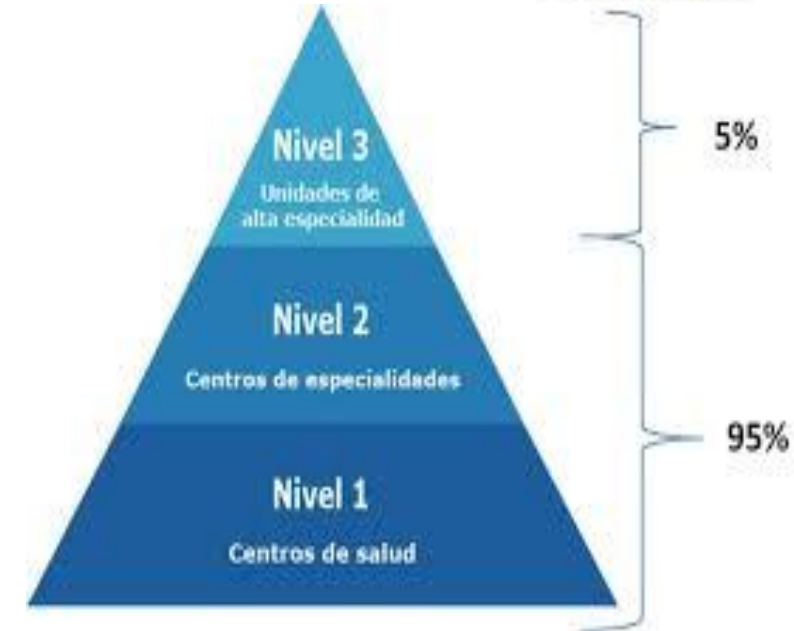 Nivel 3
Unidades de
alta especialidad
5%
Nivel 2
Centros de especialidades
95%
Nivel 1
Centros de salud